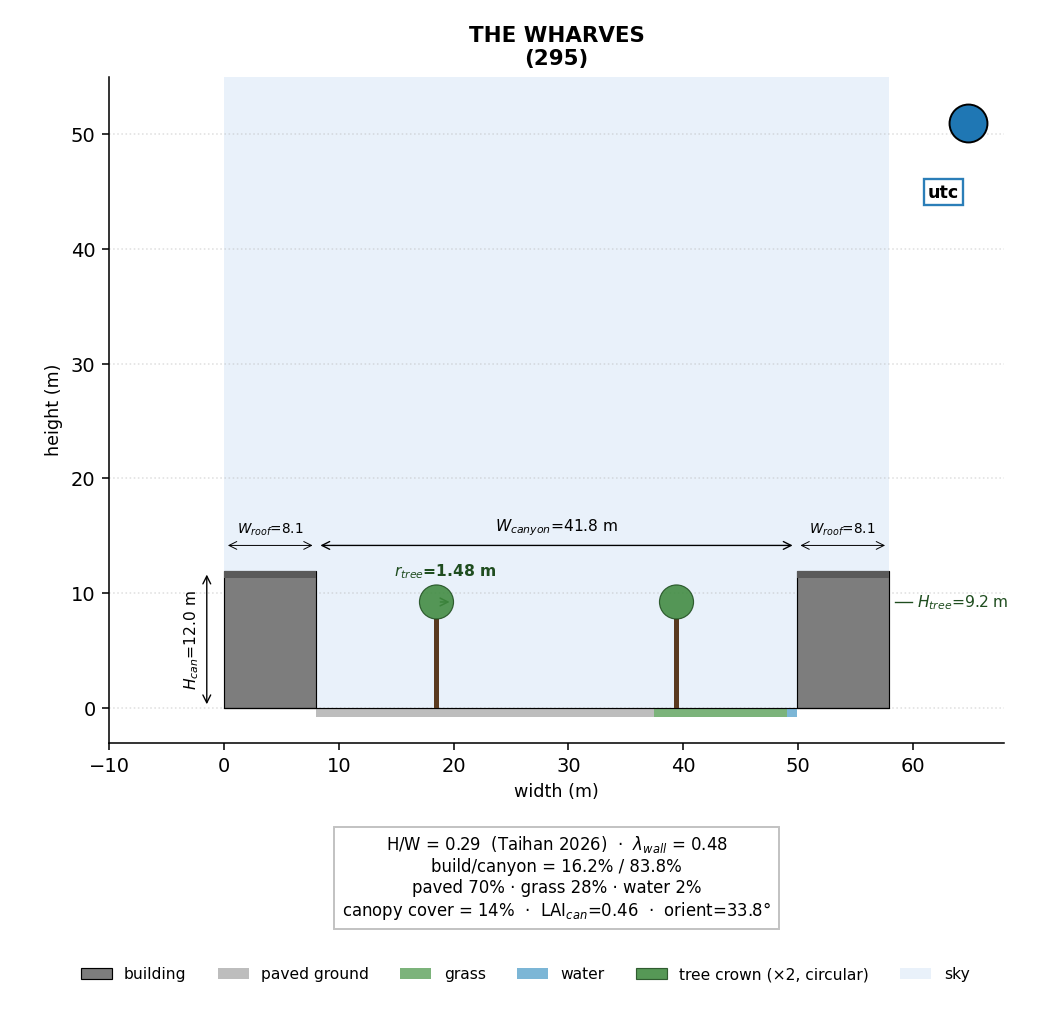 THE WHARVES
(295)
50
utc
40
30
20
10
0
height (m)
W_roof=8.1
W_canyon=41.8 m
W_roof=8.1
r_tree=1.48 m
H_can=12.0 m
H_tree=9.2 m
−10 0 10 20 30 40 50 60
width (m)
H/W = 0.29 (Taihan 2026) · λ_wall = 0.48
build/canyon = 16.2% / 83.8%
paved 70% · grass 28% · water 2%
canopy cover = 14% · LAI_can=0.46 · orient=33.8°
building paved ground grass water tree crown (×2, circular) sky